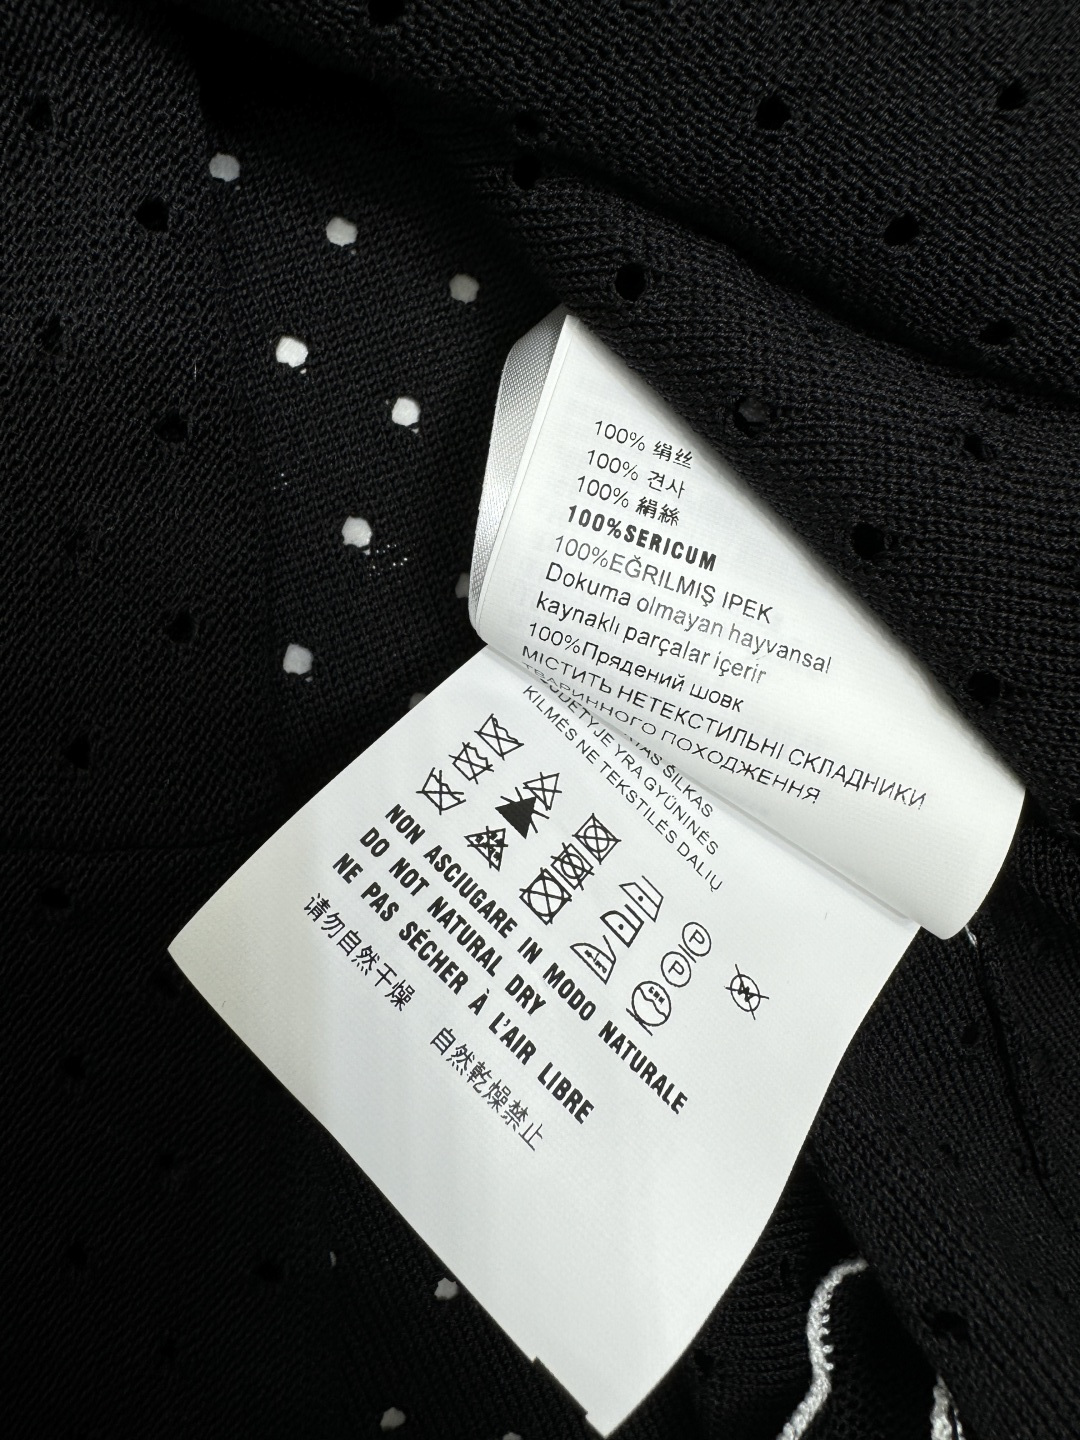 100% 绢丝
100% 견사
100% 絹絲
100%SERICUM
100%EĞRILMIŞ IPEK
Dokuma olmayan hayvansal
kaynaklı parçalar içerir
100%Прядений шовк
МІСТИТЬ НЕТЕКСТИЛЬНІ СКЛАДНИКИ
ТВАРИННОГО ПОХОДЖЕННЯ
ŠILKAS
YRA GYŪNINĖS
KILMĖS NE TEKSTILĖS DALIŲ
P
P
W
NON ASCIUGARE IN MODO NATURALE
DO NOT NATURAL DRY
NE PAS SÉCHER À L'AIR LIBRE
请勿自然干燥 自然乾燥禁止